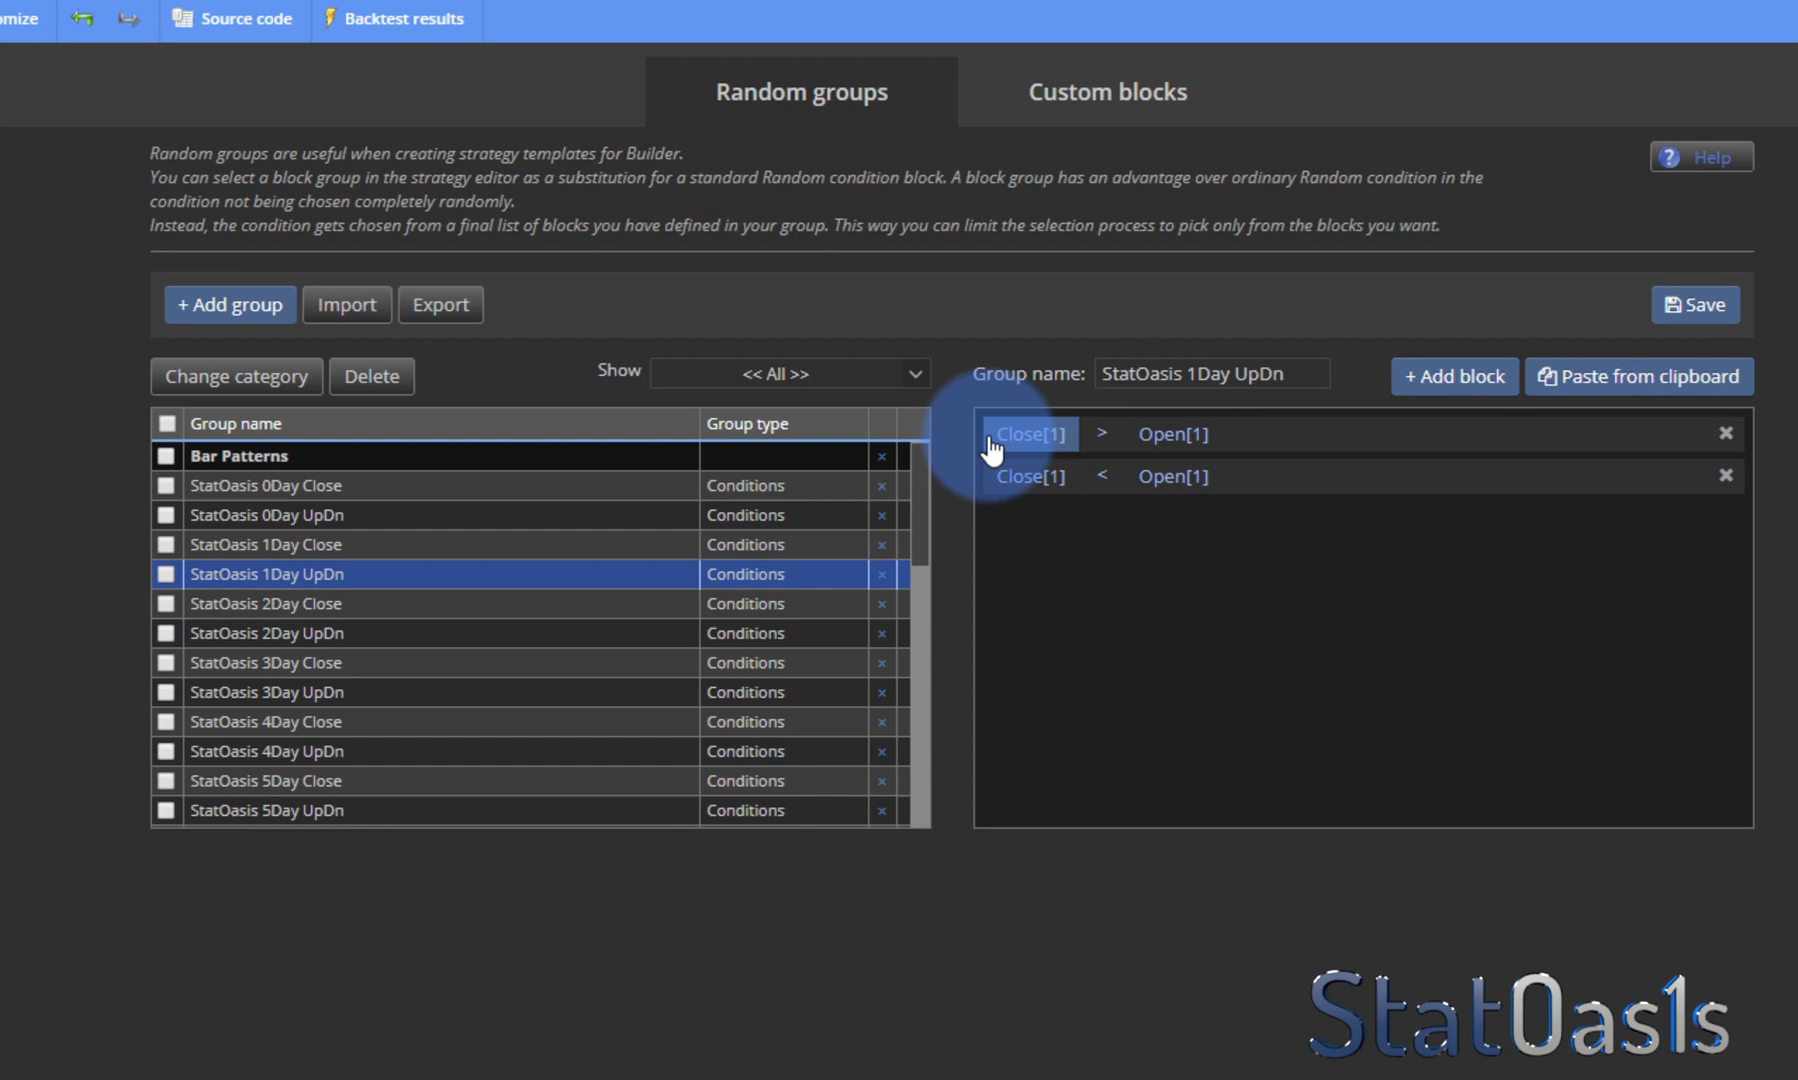 omize
Source code
Backtest results
Random groups
Custom blocks
Random groups are useful when creating strategy templates for Builder.
You can select a block group in the strategy editor as a substitution for a standard Random condition block. A block group has an advantage over ordinary Random condition in the
condition not being chosen completely randomly.
Instead, the condition gets chosen from a final list of blocks you have defined in your group. This way you can limit the selection process to pick only from the blocks you want.
? Help
+ Add group
Import
Export
Save
Change category
Delete
Show
<< All >>
Group name: StatOasis 1Day UpDn
+ Add block
Paste from clipboard
Group name Group type
Bar Patterns ×
StatOasis 0Day Close Conditions ×
StatOasis 0Day UpDn Conditions ×
StatOasis 1Day Close Conditions ×
StatOasis 1Day UpDn Conditions ×
StatOasis 2Day Close Conditions ×
StatOasis 2Day UpDn Conditions ×
StatOasis 3Day Close Conditions ×
StatOasis 3Day UpDn Conditions ×
StatOasis 4Day Close Conditions ×
StatOasis 4Day UpDn Conditions ×
StatOasis 5Day Close Conditions ×
StatOasis 5Day UpDn Conditions ×
Close[1] > Open[1]
Close[1] < Open[1]
StatOas1s